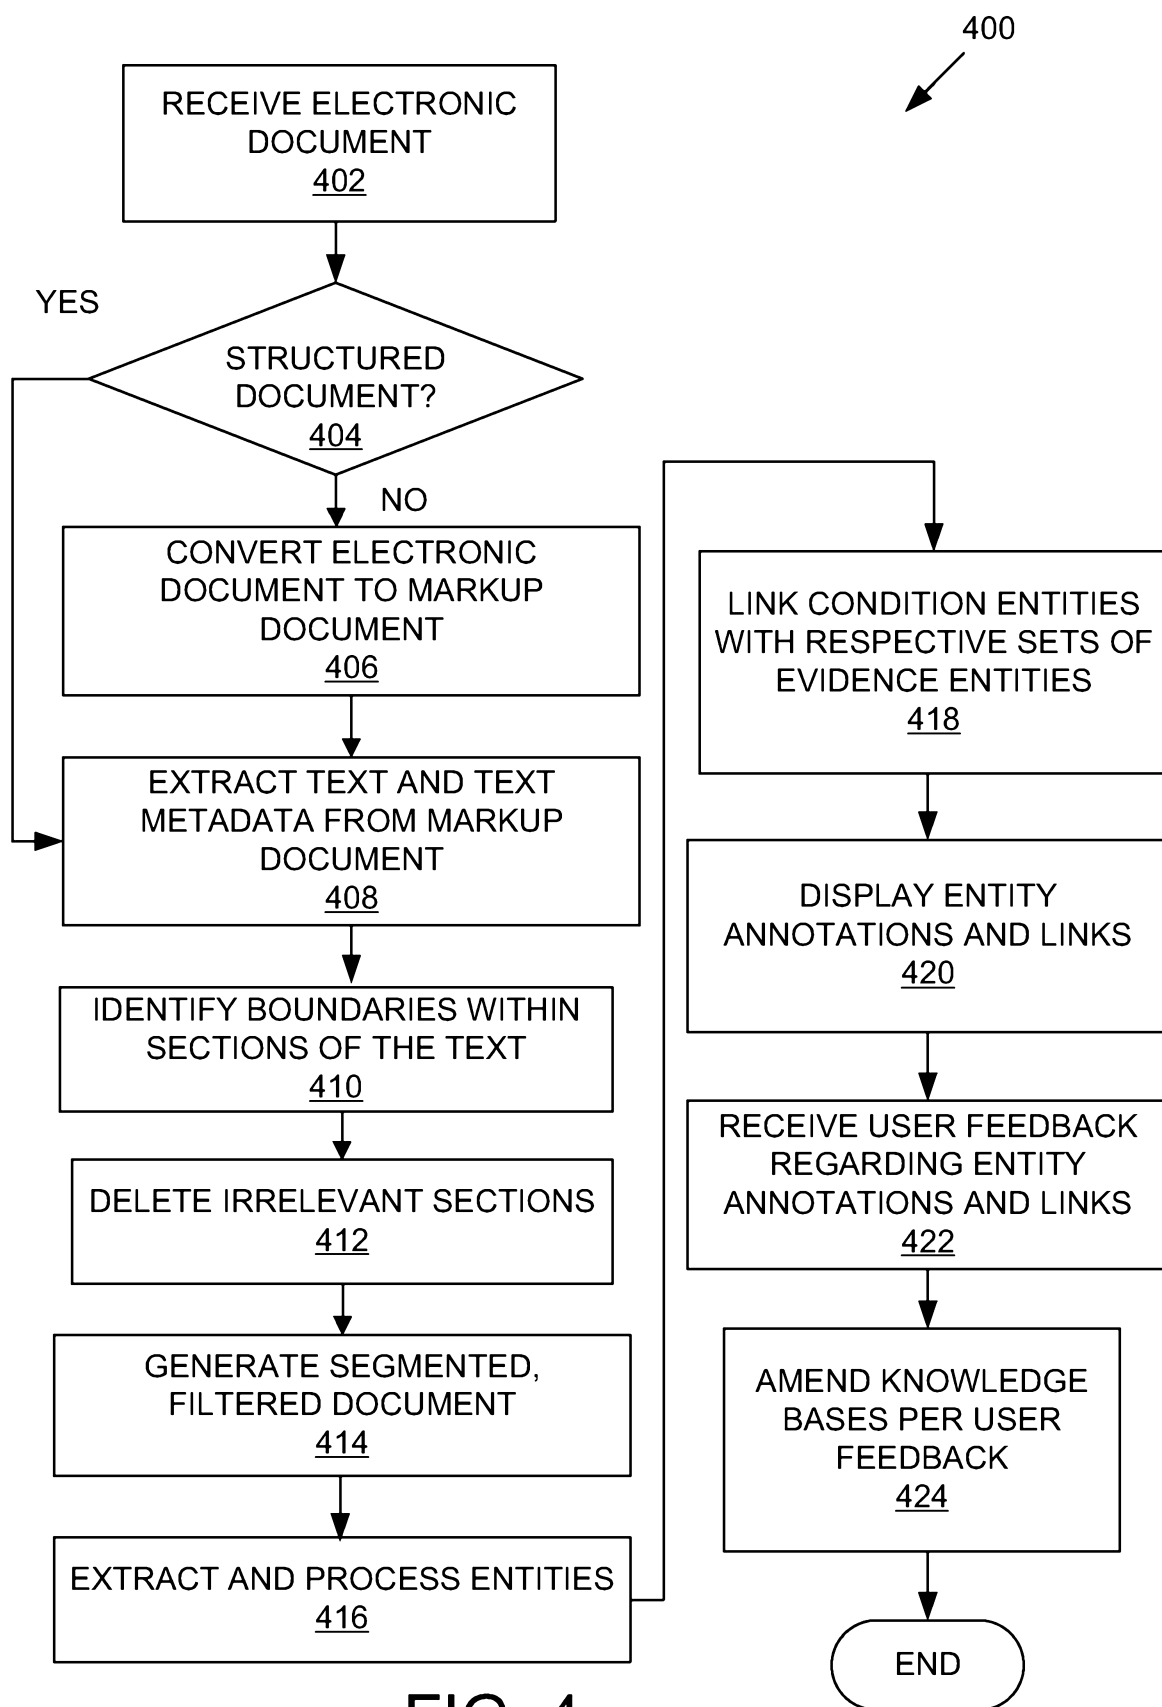 400
RECEIVE ELECTRONIC
DOCUMENT
402
YES
STRUCTURED
DOCUMENT?
404
NO
CONVERT ELECTRONIC
DOCUMENT TO MARKUP
DOCUMENT
406
EXTRACT TEXT AND TEXT
METADATA FROM MARKUP
DOCUMENT
408
IDENTIFY BOUNDARIES WITHIN
SECTIONS OF THE TEXT
410
DELETE IRRELEVANT SECTIONS
412
GENERATE SEGMENTED,
FILTERED DOCUMENT
414
EXTRACT AND PROCESS ENTITIES
416
LINK CONDITION ENTITIES
WITH RESPECTIVE SETS OF
EVIDENCE ENTITIES
418
DISPLAY ENTITY
ANNOTATIONS AND LINKS
420
RECEIVE USER FEEDBACK
REGARDING ENTITY
ANNOTATIONS AND LINKS
422
AMEND KNOWLEDGE
BASES PER USER
FEEDBACK
424
END
FIG. 4